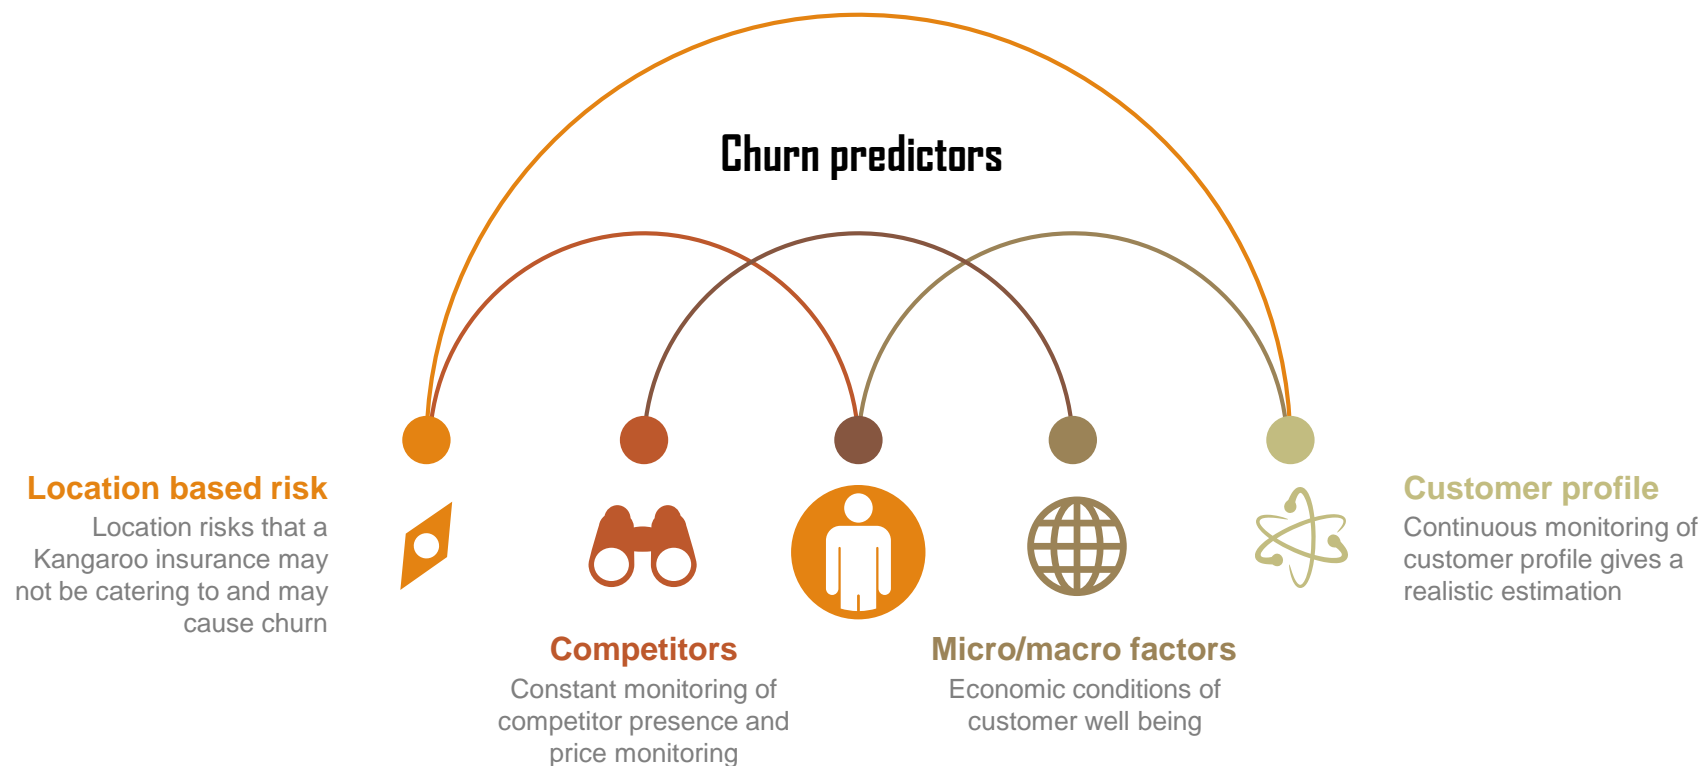 Churn predictors
Location based risk
Location risks that a
Kangaroo insurance may
not be catering to and may
cause churn
Competitors
Constant monitoring of
competitor presence and
price monitoring
Micro/macro factors
Economic conditions of
customer well being
Customer profile
Continuous monitoring of
customer profile gives a
realistic estimation